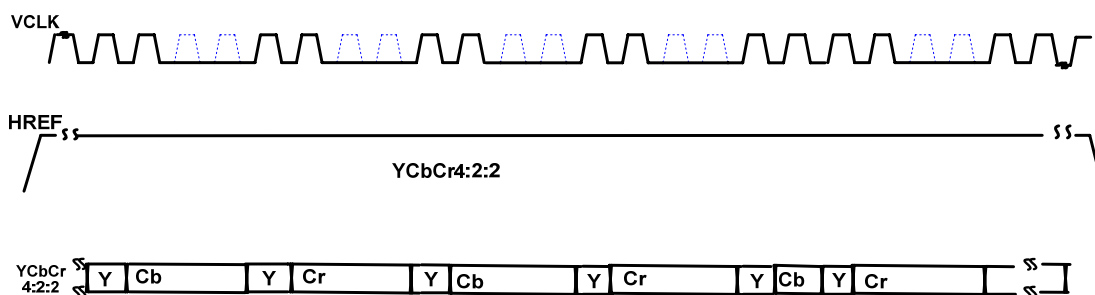 VCLK
HREF
YCbCr4:2:2
YCbCr
4:2:2
Y Cb Y Cr Y Cb Y Cr Y Cb Y Cr